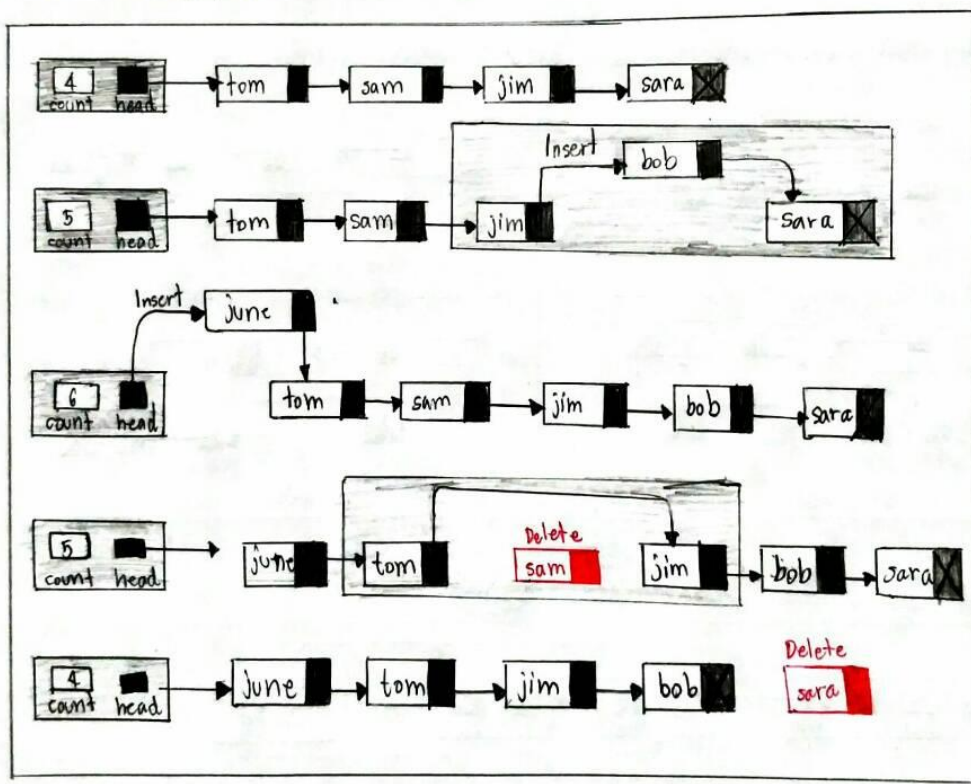 4 tom sam jim sara
count head
Insert bob
5 tom sam jim sara
count head
Insert june
6 tom sam jim bob sara
count head
Delete
5 june tom sam jim bob sara
count head
Delete
4 june tom jim bob sara
count head